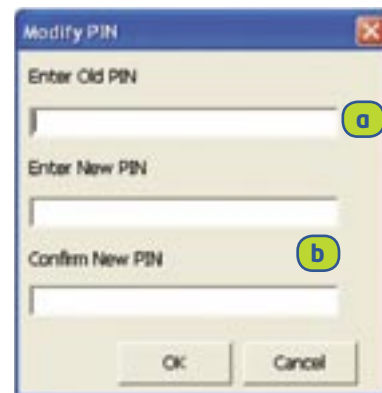 Modify PIN
Enter Old PIN
a
Enter New PIN
b
Confirm New PIN
OK Cancel